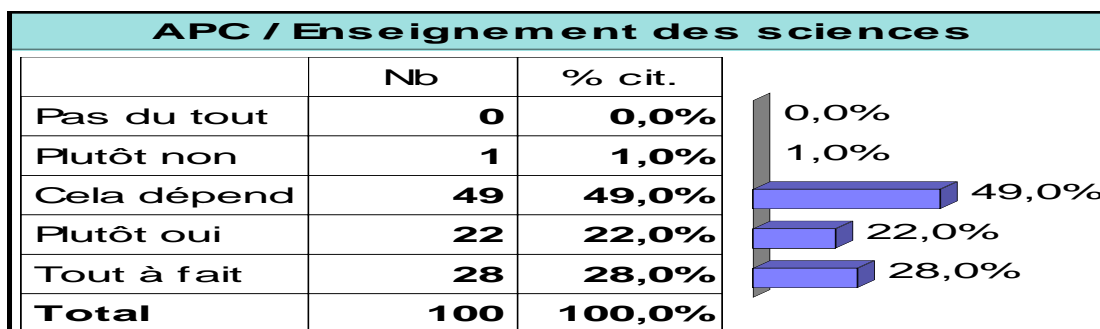 APC / Enseignement des sciences
Nb % cit.
Pas du tout 0 0,0% 0,0%
Plutôt non 1 1,0% 1,0%
Cela dépend 49 49,0% 49,0%
Plutôt oui 22 22,0% 22,0%
Tout à fait 28 28,0% 28,0%
Total 100 100,0%